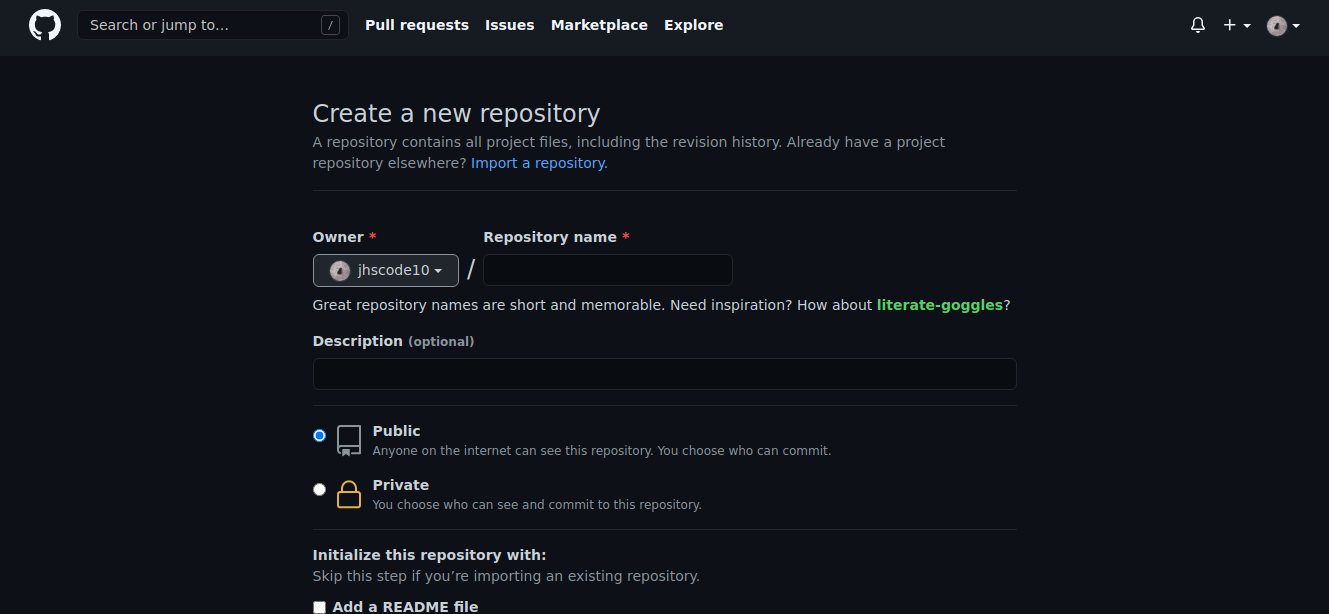 Search or jump to… / Pull requests Issues Marketplace Explore
Create a new repository
A repository contains all project files, including the revision history. Already have a project
repository elsewhere? Import a repository.
Owner * Repository name *
jhscode10 /
Great repository names are short and memorable. Need inspiration? How about literate-goggles?
Description (optional)
Public
Anyone on the internet can see this repository. You choose who can commit.
Private
You choose who can see and commit to this repository.
Initialize this repository with:
Skip this step if you’re importing an existing repository.
Add a README file